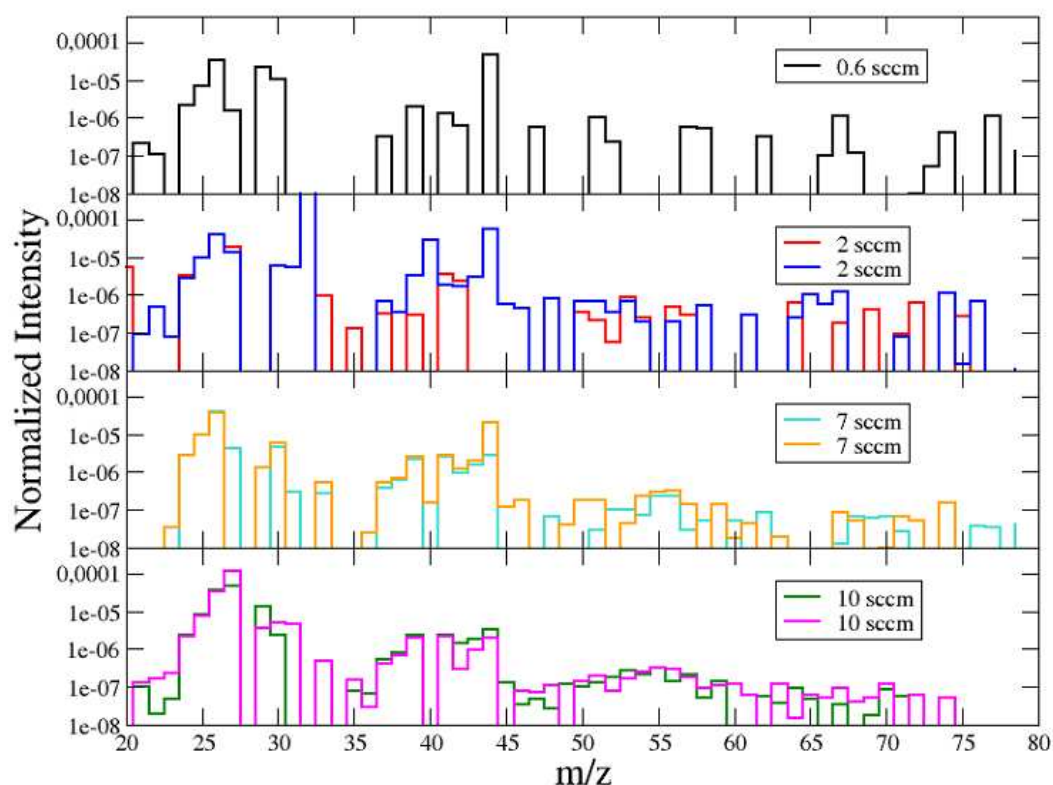 Normalized Intensity
0,0001
1e-05
1e-06
1e-07
1e-08
0.6 sccm
0,0001
1e-05
1e-06
1e-07
1e-08
2 sccm
2 sccm
0,0001
1e-05
1e-06
1e-07
1e-08
7 sccm
7 sccm
0,0001
1e-05
1e-06
1e-07
1e-08
10 sccm
10 sccm
20 25 30 35 40 45 50 55 60 65 70 75 80
m/z